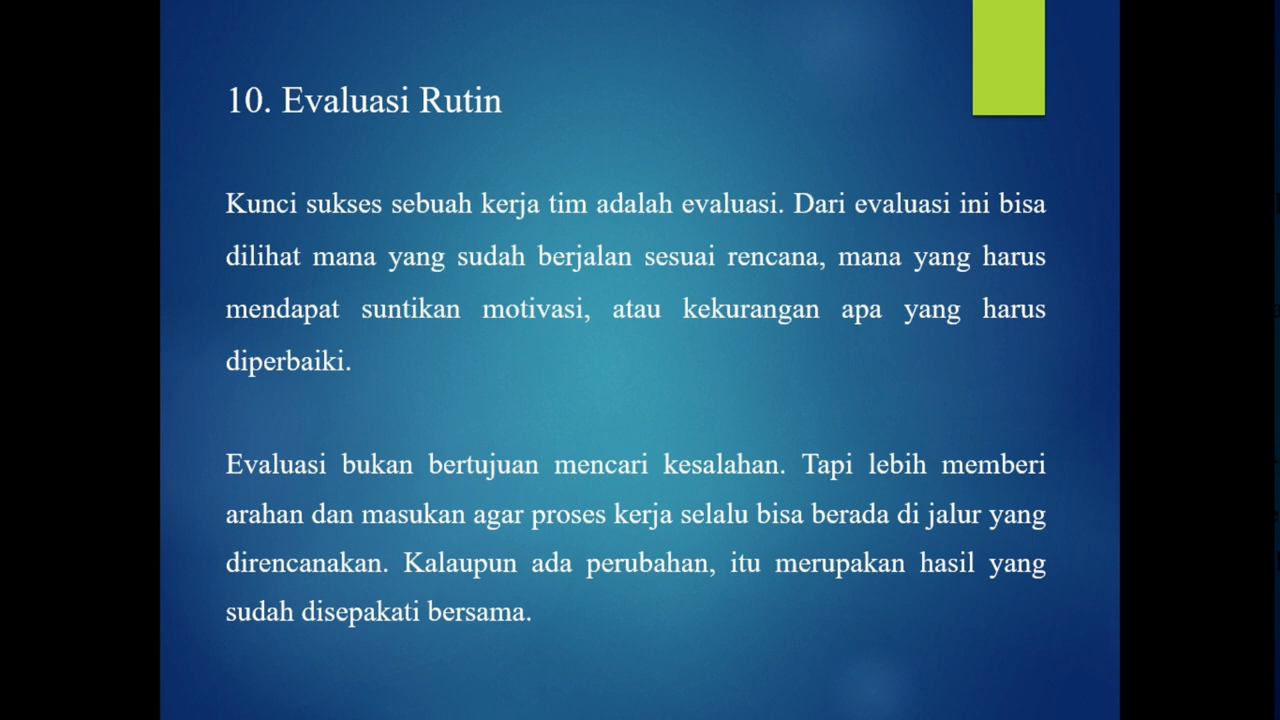 10. Evaluasi Rutin
Kunci sukses sebuah kerja tim adalah evaluasi. Dari evaluasi ini bisa
dilihat mana yang sudah berjalan sesuai rencana, mana yang harus
mendapat suntikan motivasi, atau kekurangan apa yang harus
diperbaiki.
Evaluasi bukan bertujuan mencari kesalahan. Tapi lebih memberi
arahan dan masukan agar proses kerja selalu bisa berada di jalur yang
direncanakan. Kalaupun ada perubahan, itu merupakan hasil yang
sudah disepakati bersama.